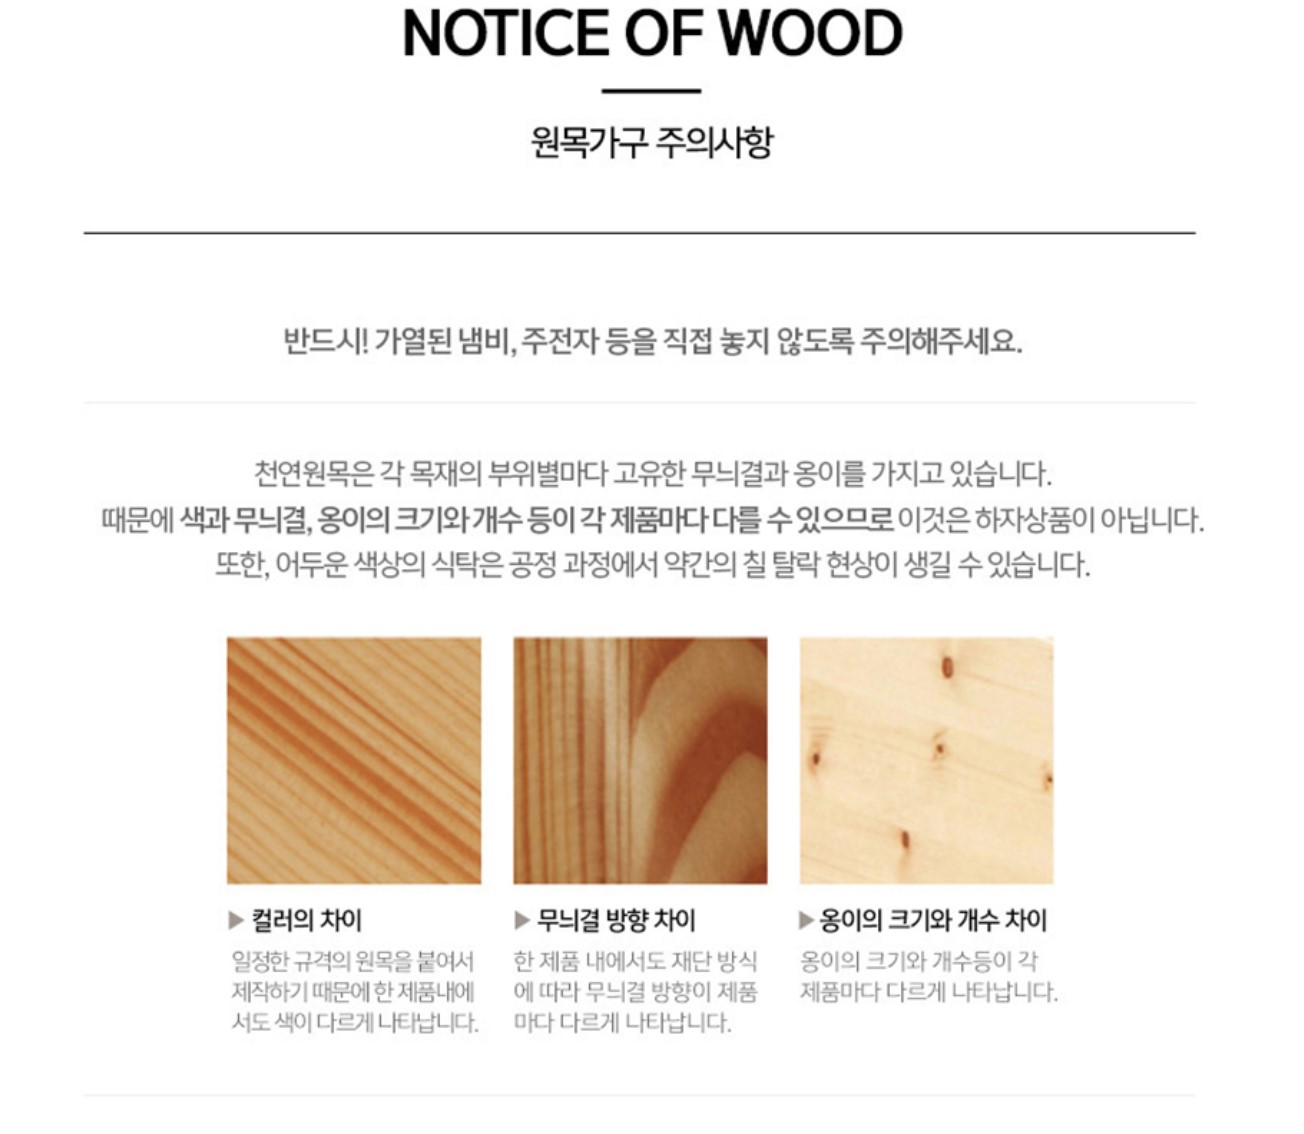 NOTICE OF WOOD
원목가구 주의사항
반드시! 가열된 냄비, 주전자 등을 직접 놓지 않도록 주의해주세요.
천연원목은 각 목재의 부위별마다 고유한 무늬결과 옹이를 가지고 있습니다.
때문에 색과 무늬결, 옹이의 크기와 개수 등이 각 제품마다 다를 수 있으므로 이것은 하자상품이 아닙니다.
또한, 어두운 색상의 식탁은 공정 과정에서 약간의 칠 탈락 현상이 생길 수 있습니다.
▶ 컬러의 차이
일정한 규격의 원목을 붙여서
제작하기 때문에 한 제품내에
서도 색이 다르게 나타납니다.
▶ 무늬결 방향 차이
한 제품 내에서도 재단 방식
에 따라 무늬결 방향이 제품
마다 다르게 나타납니다.
▶ 옹이의 크기와 개수 차이
옹이의 크기와 개수등이 각
제품마다 다르게 나타납니다.